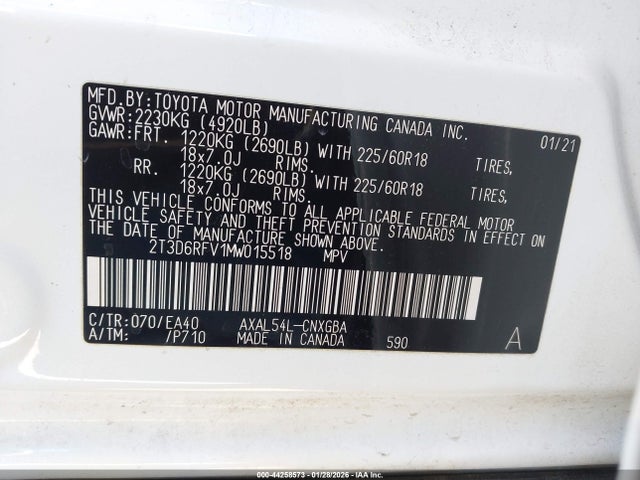 MFD.BY:TOYOTA MOTOR MANUFACTURING CANADA INC. 01/21
GVWR:2230KG (4920LB)
GAWR:FRT. 1220KG (2690LB) WITH 225/60R18 TIRES,
18x7.0J RIMS.
RR. 1220KG (2690LB) WITH 225/60R18 TIRES,
18x7.0J RIMS.
THIS VEHICLE CONFORMS TO ALL APPLICABLE FEDERAL MOTOR
VEHICLE SAFETY AND THEFT PREVENTION STANDARDS IN EFFECT ON
THE DATE OF MANUFACTURE SHOWN ABOVE.
2T3D6RFV1MW015518 MPV
C/TR:070/EA40 AXAL54L-CNXGBA
A/TM: /P710 MADE IN CANADA 590 A
000-44258573 - 01/28/2026 - IAA Inc.